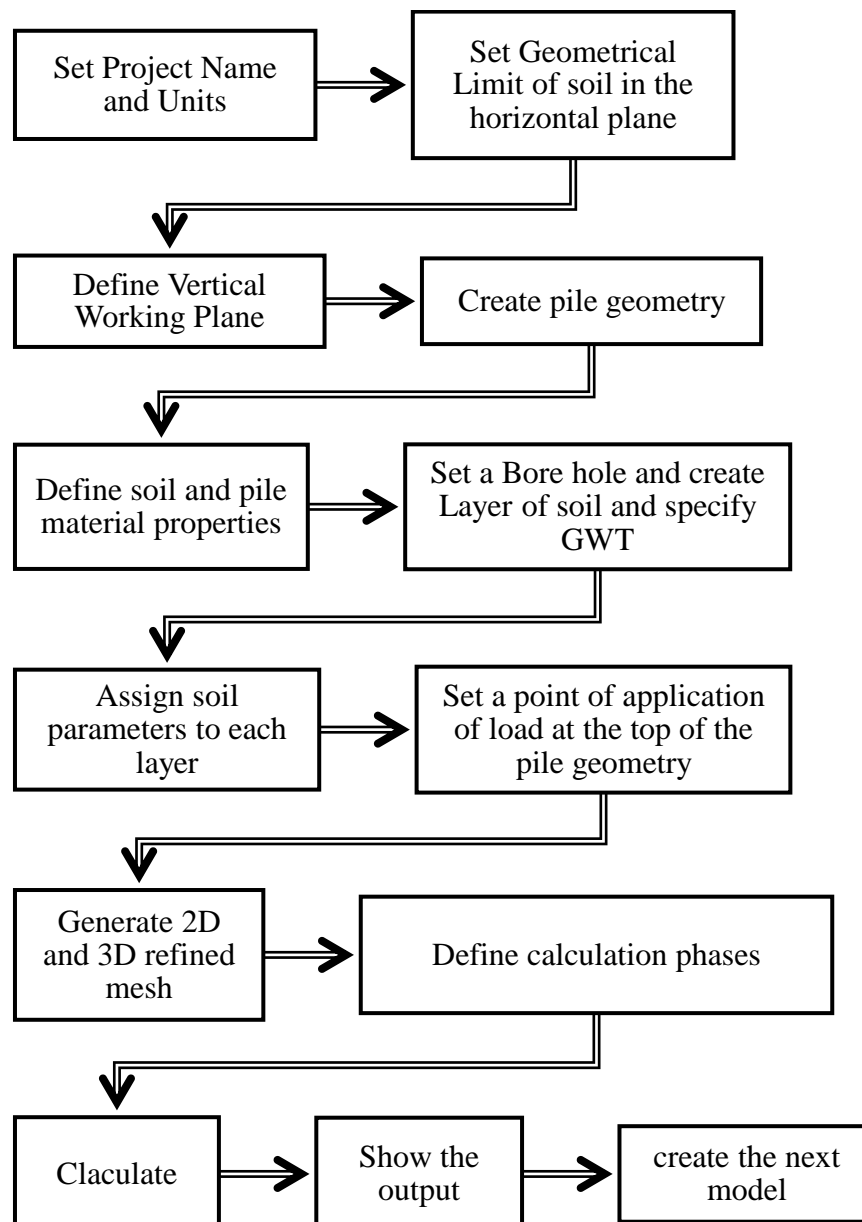 Set Project Name
and Units
Set Geometrical
Limit of soil in the
horizontal plane
Define Vertical
Working Plane
Create pile geometry
Define soil and pile
material properties
Set a Bore hole and create
Layer of soil and specify
GWT
Assign soil
parameters to each
layer
Set a point of application
of load at the top of the
pile geometry
Generate 2D
and 3D refined
mesh
Define calculation phases
Claculate
Show the
output
create the next
model